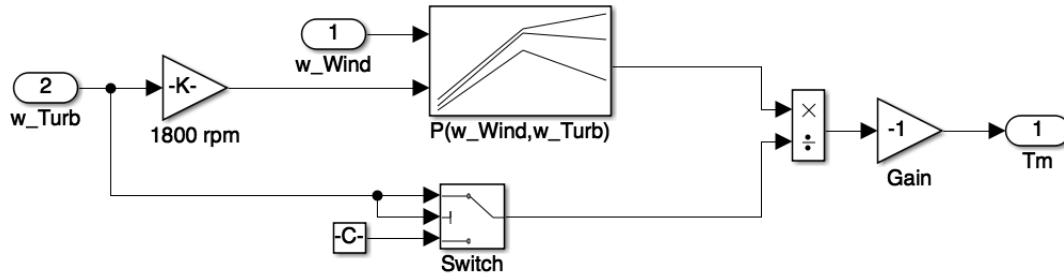 1
w_Wind
2
w_Turb
-K-
1800 rpm
P(w_Wind,w_Turb)
×
÷
-1
Gain
1
Tm
-C-
Switch